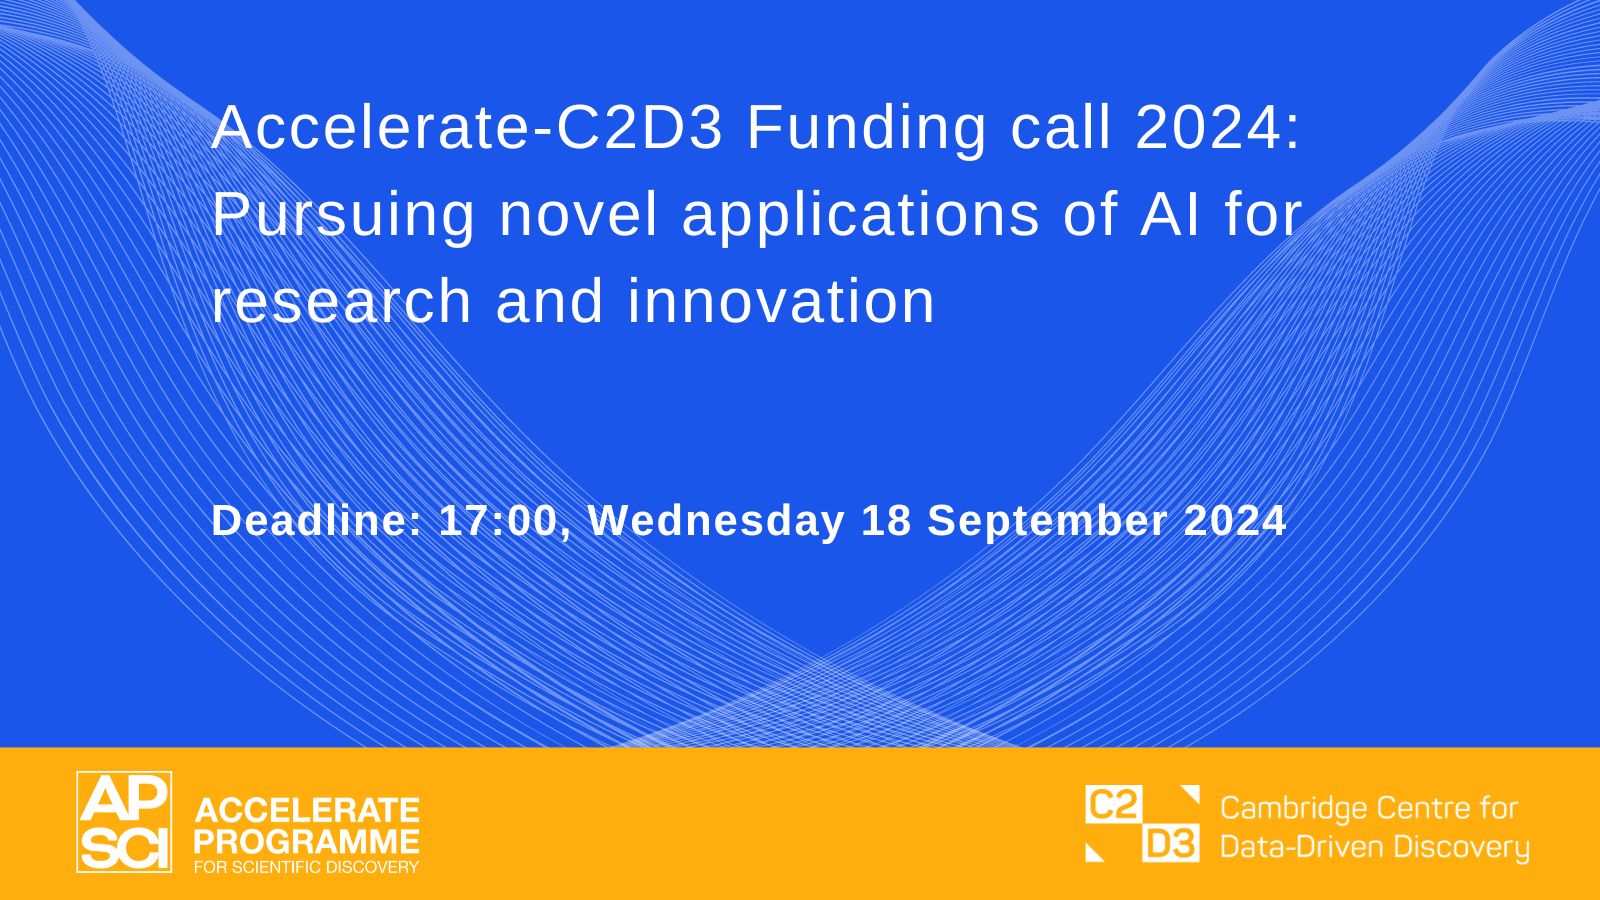 Accelerate-C2D3 Funding call 2024:
Pursuing novel applications of AI for
research and innovation
Deadline: 17:00, Wednesday 18 September 2024
AP
SCI
ACCELERATE
PROGRAMME
FOR SCIENTIFIC DISCOVERY
C2
D3
Cambridge Centre for
Data-Driven Discovery